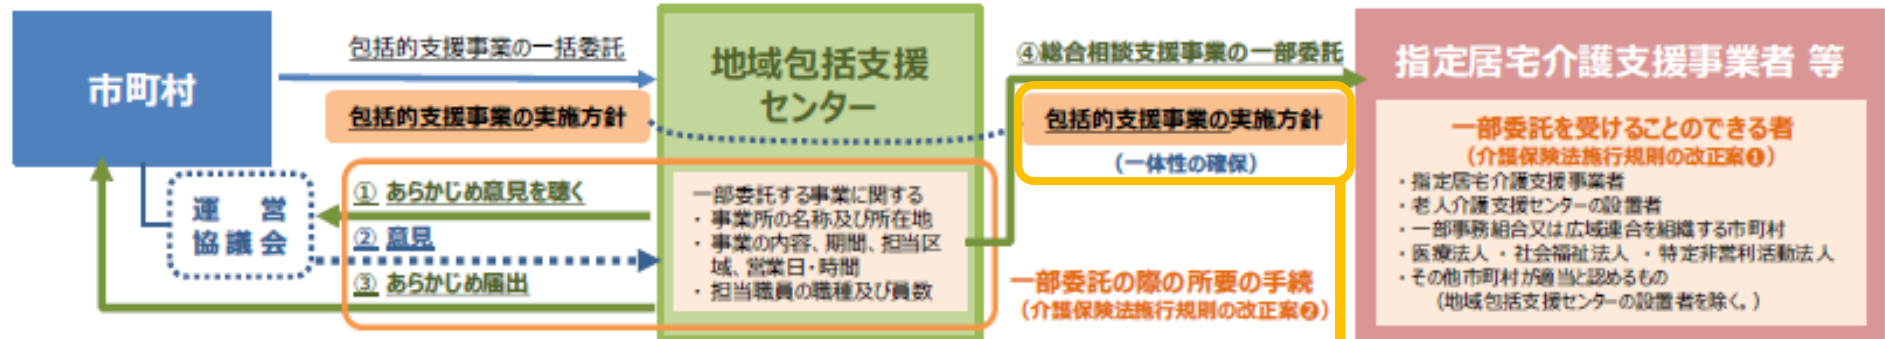 市町村
包括的支援事業の一括委託
包括的支援事業の実施方針
運　営
協議会
① あらかじめ意見を聴く
② 意見
③ あらかじめ届出
地域包括支援
センター
一部委託する事業に関する
・ 事業所の名称及び所在地
・ 事業の内容、期間、担当区
域、営業日・時間
・ 担当職員の職種及び員数
④総合相談支援事業の一部委託
包括的支援事業の実施方針
（一体性の確保）
一部委託の際の所要の手続
（介護保険法施行規則の改正案❷）
指定居宅介護支援事業者 等
一部委託を受けることのできる者
（介護保険法施行規則の改正案❶）
・指定居宅介護支援事業者
・老人介護支援センターの設置者
・一部事務組合又は広域連合を組織する市町村
・医療法人 ・社会福祉法人 ・特定非営利活動法人
・その他市町村が適当と認めるもの
（地域包括支援センターの設置者を除く。）